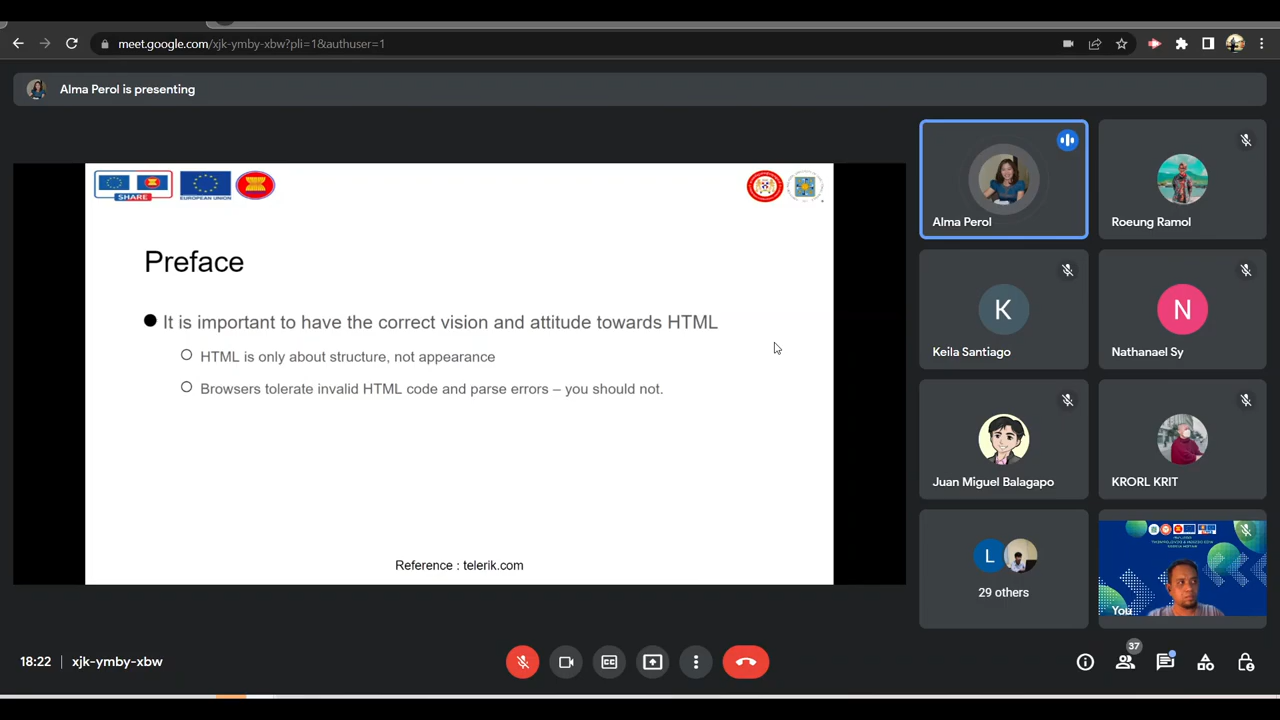 meet.google.com/xjk-ymby-xbw?pli=1&authuser=1
Alma Perol is presenting
SHARE
EUROPEAN UNION
Preface
It is important to have the correct vision and attitude towards HTML
HTML is only about structure, not appearance
Browsers tolerate invalid HTML code and parse errors – you should not.
Reference : telerik.com
Alma Perol
Roeung Ramol
K
Keila Santiago
N
Nathanael Sy
Juan Miguel Balagapo
KRORL KRIT
L
29 others
You
18:22
xjk-ymby-xbw
CC
37